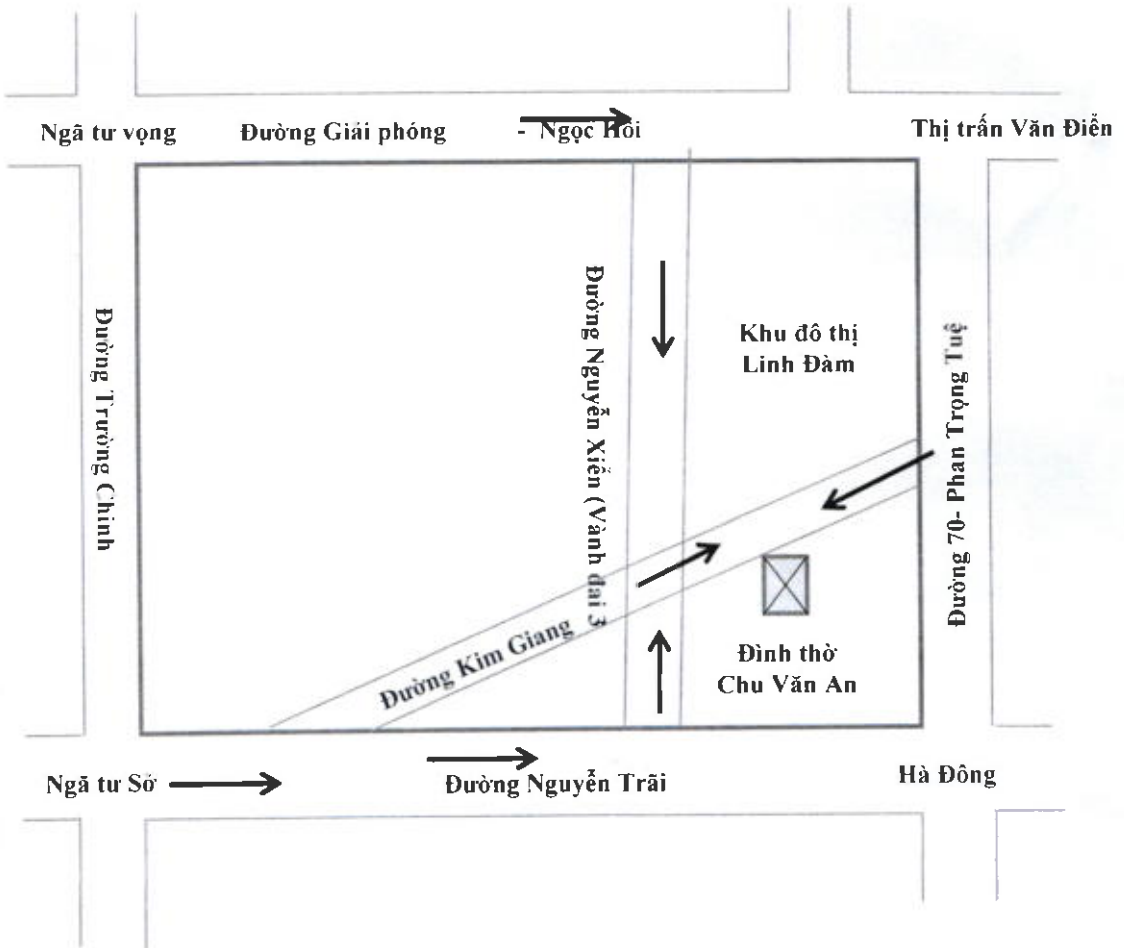 Ngã tư vọng
Đường Giải phóng - Ngọc Hồi
Thị trấn Văn Điển
Đường Trường Chinh
Đường Nguyễn Xiển (Vành đai 3
Khu đô thị
Linh Đàm
Đường 70- Phan Trọng Tuệ
Đường Kim Giang
Đình thờ
Chu Văn An
Ngã tư Sở
Đường Nguyễn Trãi
Hà Đông